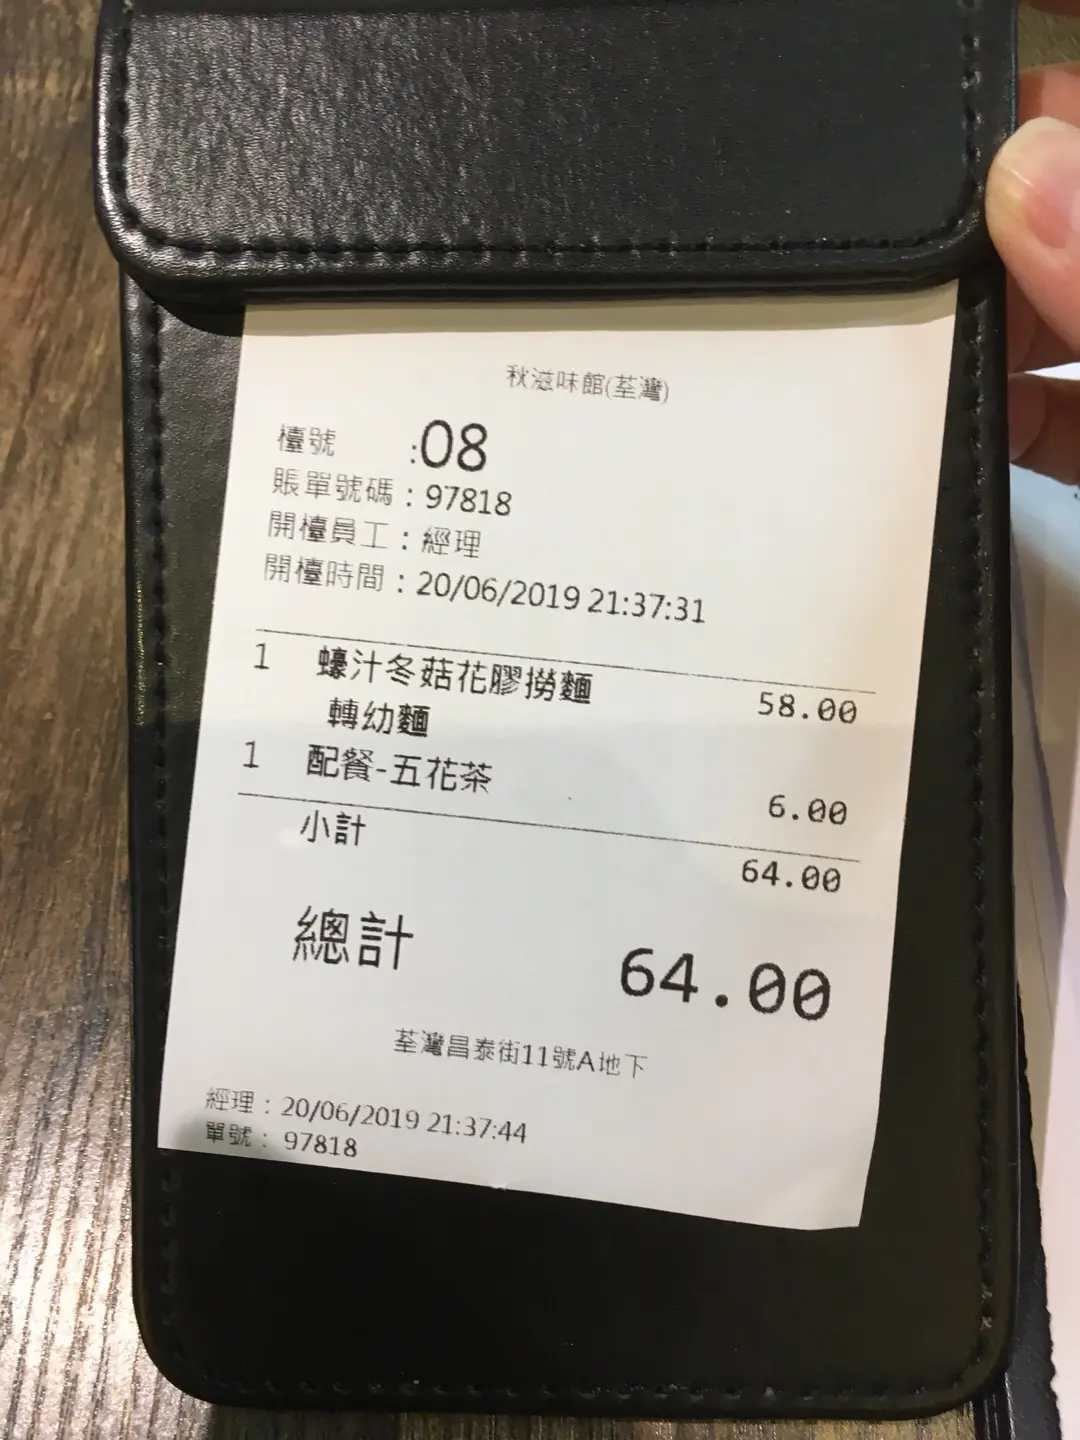 秋滋味館(荃灣)
檯號 :08
賬單號碼：97818
開檯員工：經理
開檯時間：20/06/2019 21:37:31
1 蠔汁冬菇花膠撈麵 58.00
轉幼麵
1 配餐-五花茶 6.00
小計 64.00
總計 64.00
荃灣昌泰街11號A地下
經理：20/06/2019 21:37:44
單號： 97818